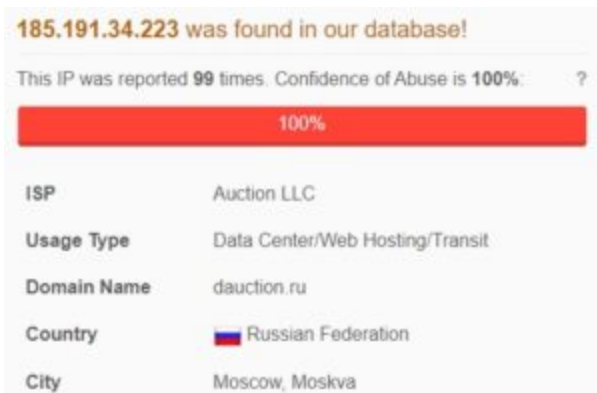 185.191.34.223 was found in our database!
This IP was reported 99 times. Confidence of Abuse is 100%: ?
100%
ISP Auction LLC
Usage Type Data Center/Web Hosting/Transit
Domain Name dauction.ru
Country Russian Federation
City Moscow, Moskva